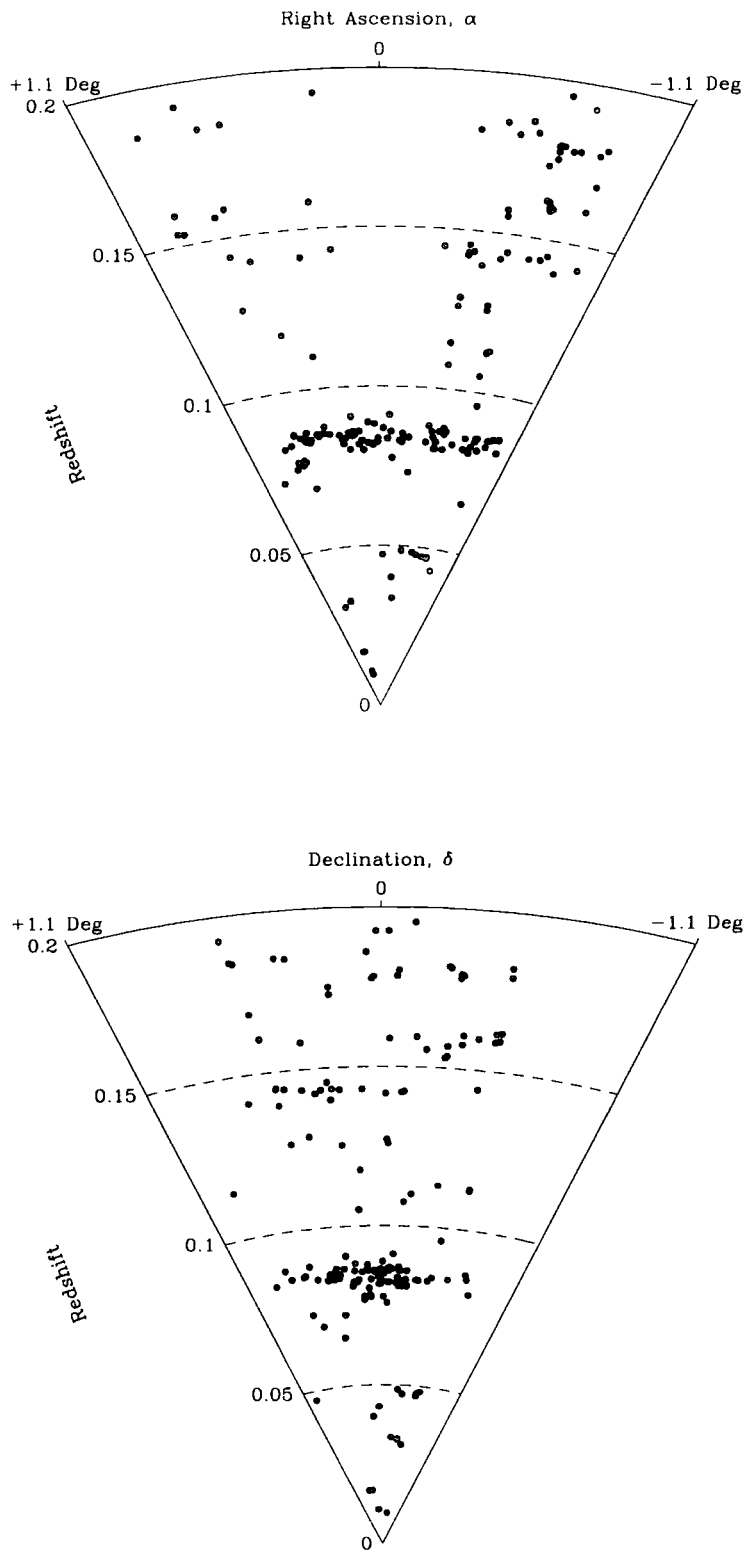 Right Ascension, α
0
+1.1 Deg
−1.1 Deg
0.2
0.15
0.1
Redshift
0.05
0
Declination, δ
0
+1.1 Deg
−1.1 Deg
0.2
0.15
0.1
Redshift
0.05
0